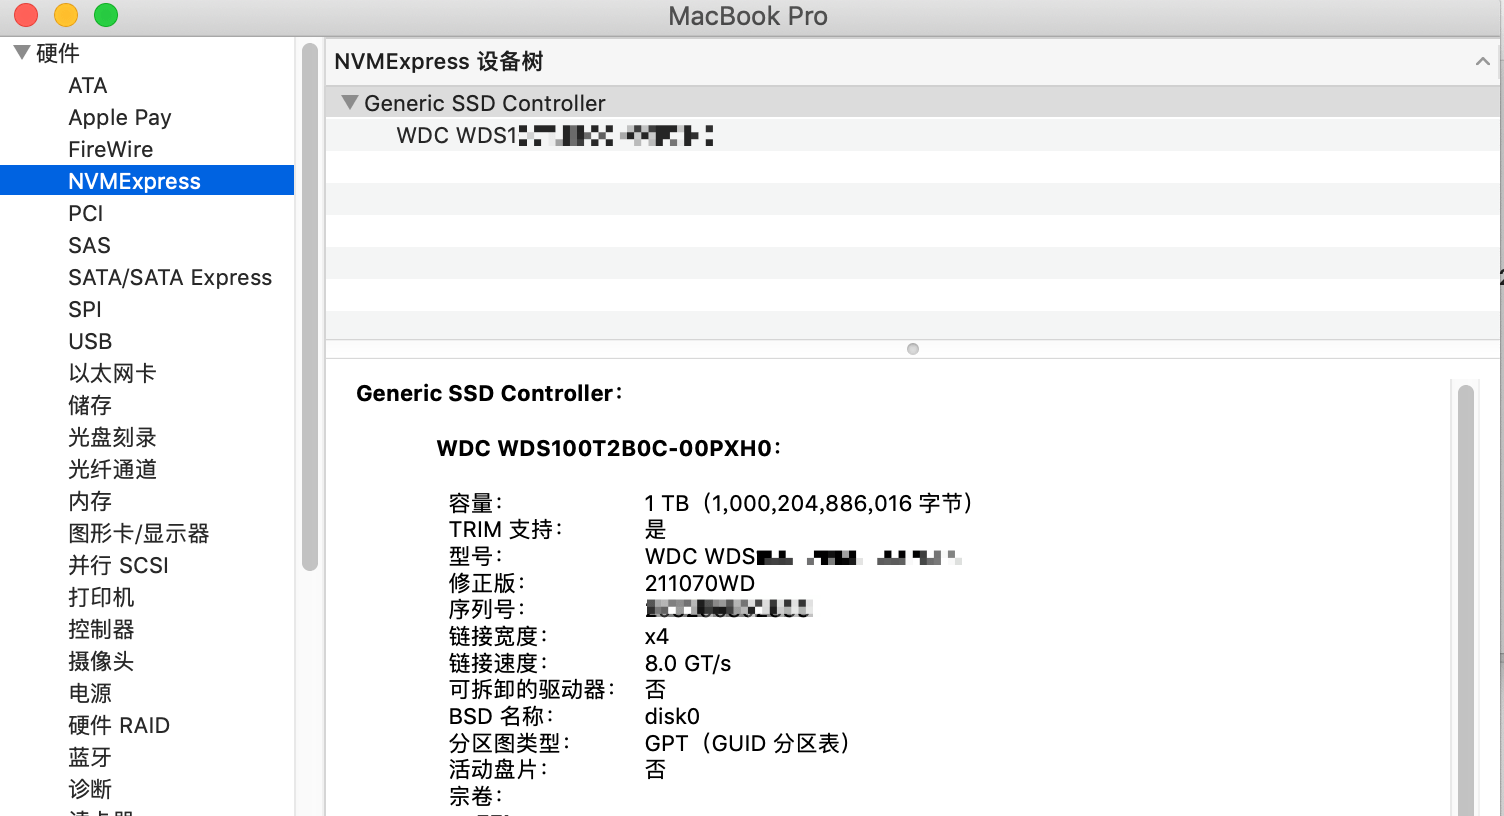 MacBook Pro
硬件
ATA
Apple Pay
FireWire
NVMExpress
PCI
SAS
SATA/SATA Express
SPI
USB
以太网卡
储存
光盘刻录
光纤通道
内存
图形卡/显示器
并行 SCSI
打印机
控制器
摄像头
电源
硬件 RAID
蓝牙
诊断
NVMExpress 设备树
Generic SSD Controller
WDC WDS1
Generic SSD Controller：
WDC WDS100T2B0C-00PXH0：
容量： 1 TB（1,000,204,886,016 字节）
TRIM 支持： 是
型号： WDC WDS
修正版： 211070WD
序列号：
链接宽度： x4
链接速度： 8.0 GT/s
可拆卸的驱动器： 否
BSD 名称： disk0
分区图类型： GPT（GUID 分区表）
活动盘片： 否
宗卷：